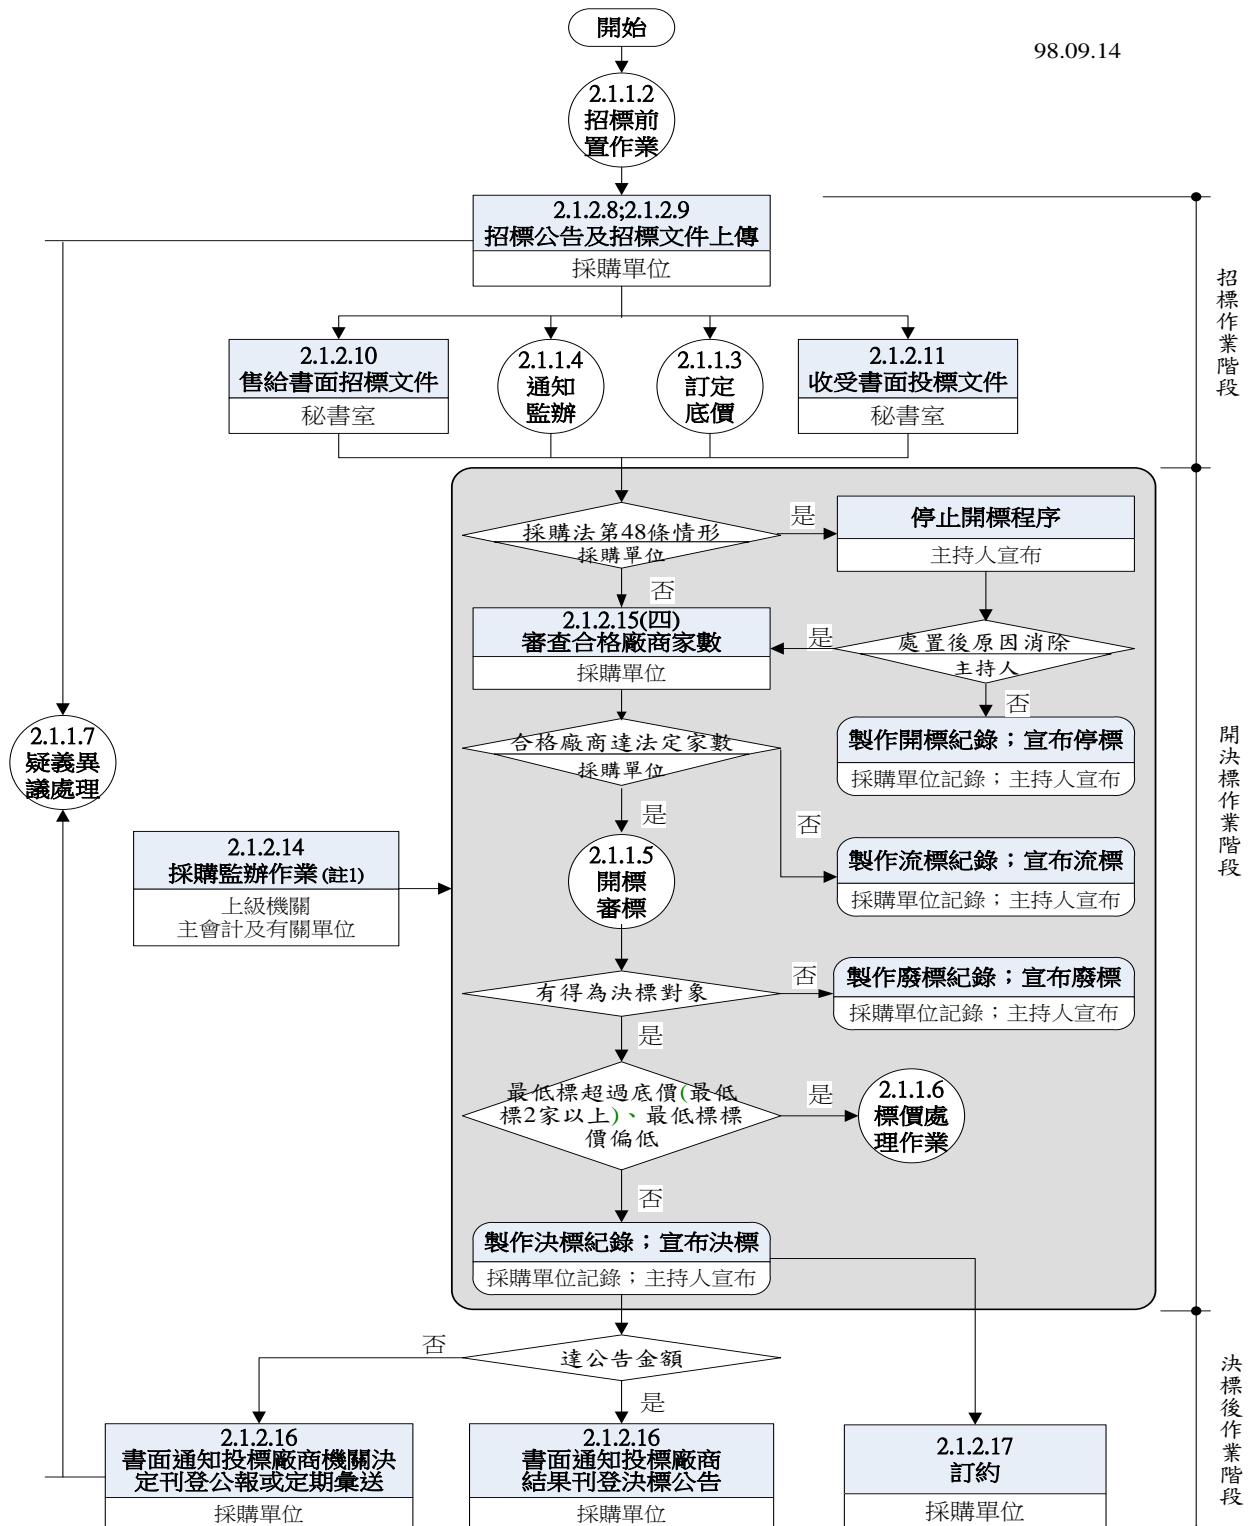 開始
98.09.14
2.1.1.2
招標前
置作業
2.1.2.8;2.1.2.9
招標公告及招標文件上傳
採購單位
招標作業階段
2.1.2.10
售給書面招標文件
秘書室
2.1.1.4
通知
監辦
2.1.1.3
訂定
底價
2.1.2.11
收受書面投標文件
秘書室
採購法第48條情形
採購單位
是
停止開標程序
主持人宣布
否
2.1.2.15(四)
審查合格廠商家數
採購單位
是
處置後原因消除
主持人
否
2.1.1.7
疑義異
議處理
合格廠商達法定家數
採購單位
製作開標紀錄；宣布停標
採購單位記錄；主持人宣布
開決標作業階段
是
否
2.1.2.14
採購監辦作業(註1)
上級機關
主會計及有關單位
2.1.1.5
開標
審標
製作流標紀錄；宣布流標
採購單位記錄；主持人宣布
有得為決標對象
否
製作廢標紀錄；宣布廢標
採購單位記錄；主持人宣布
是
最低標超過底價(最低
標2家以上)、最低標標
價偏低
是
2.1.1.6
標價處
理作業
否
製作決標紀錄；宣布決標
採購單位記錄；主持人宣布
否
達公告金額
是
決標後作業階段
2.1.2.16
書面通知投標廠商機關決
定刊登公報或定期彙送
採購單位
2.1.2.16
書面通知投標廠商
結果刊登決標公告
採購單位
2.1.2.17
訂約
採購單位